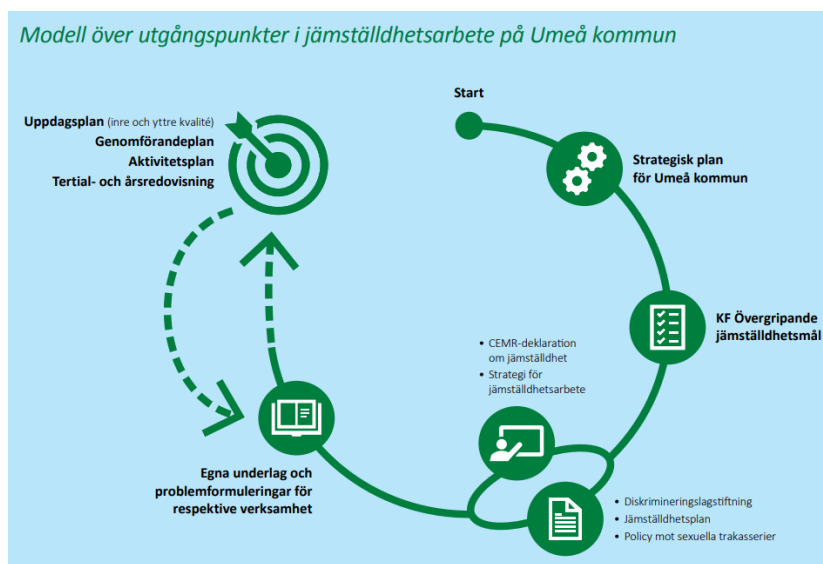 Modell över utgångspunkter i jämställdhetsarbete på Umeå kommun
Start
Strategisk plan
för Umeå kommun
KF Övergripande
jämställdhetsmål
• CEMR-deklaration
om jämställdhet
• Strategi för
jämställdhetsarbete
• Diskrimineringslagstiftning
• Jämställdhetsplan
• Policy mot sexuella trakasserier
Egna underlag och
problemformuleringar för
respektive verksamhet
Uppdagsplan (inre och yttre kvalité)
Genomförandeplan
Aktivitetsplan
Tertial- och årsredovisning